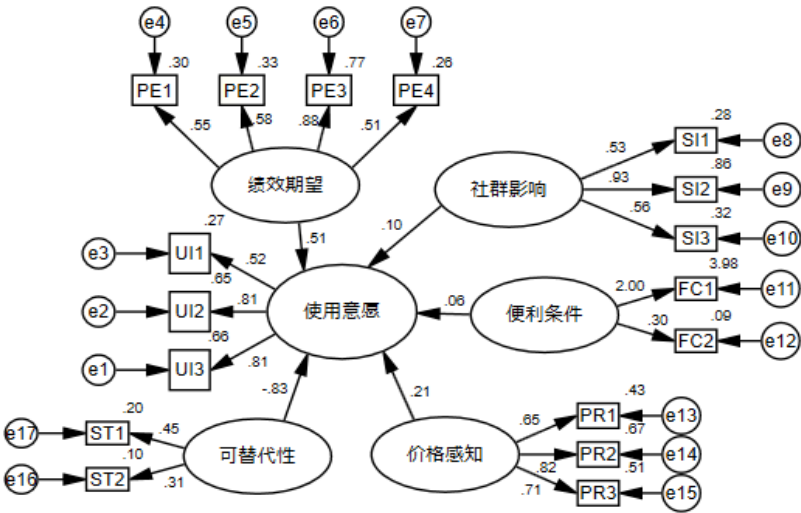 e4 e5 e6 e7
.30 .33 .77 .26
PE1 PE2 PE3 PE4
.55 .58 .88 .51
绩效期望
.28
.53 SI1 e8
社群影响
.86
.93 SI2 e9
.56 .32
SI3 e10
.10
.51
.27
e3 UI1 .52
.65
e2 UI2 .81
.66
e1 UI3 .81
使用意愿
.06
便利条件
3.98
2.00 FC1 e11
.09
.30 FC2 e12
-.83
.21
.20
e17 ST1 .45
.10
e16 ST2 .31
可替代性
价格感知
.43
.65 PR1 e13
.67
.82 PR2 e14
.51
.71 PR3 e15